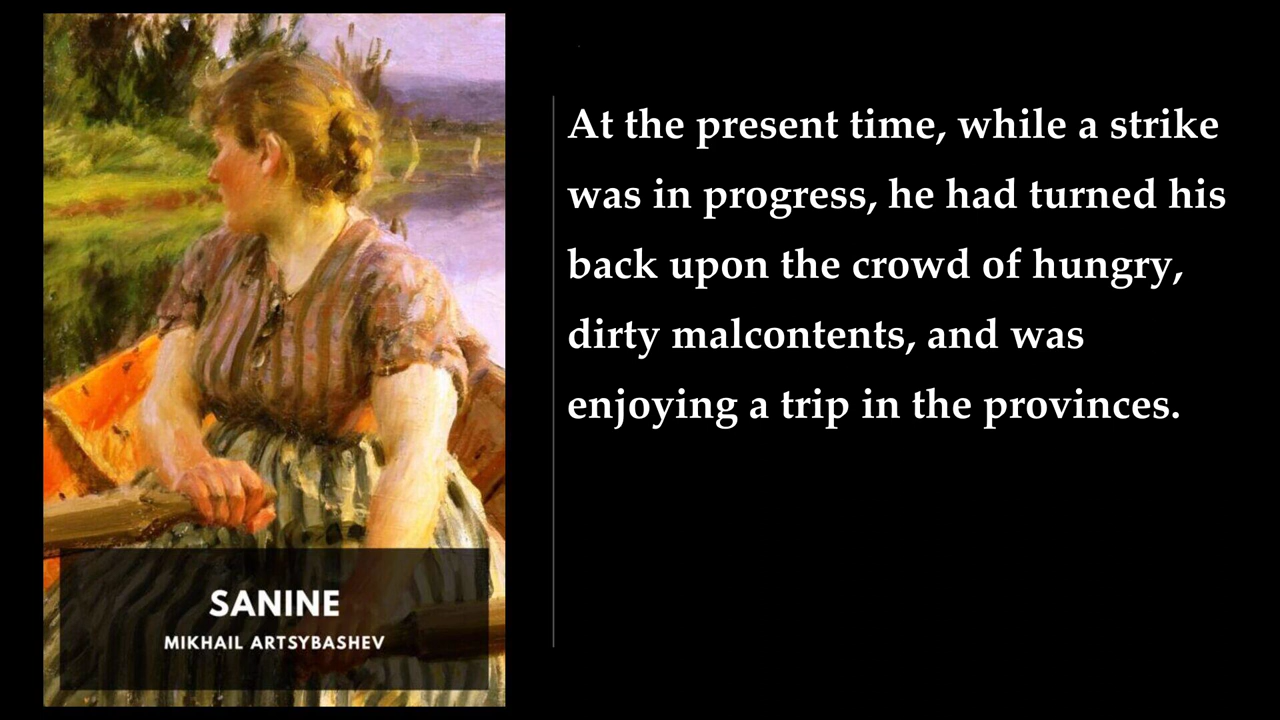 SANINE
MIKHAIL ARTSYBASHEV
At the present time, while a strike
was in progress, he had turned his
back upon the crowd of hungry,
dirty malcontents, and was
enjoying a trip in the provinces.